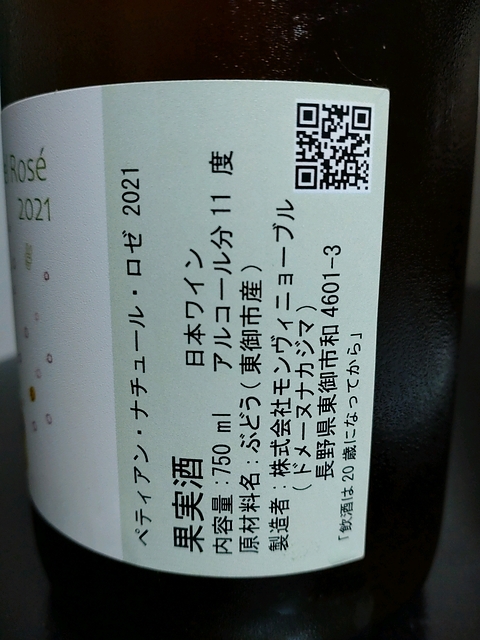 Rosé
2021
ペティアン・ナチュール・ロゼ 2021
果実酒 日本ワイン
内容量:750 ml アルコール分 11 度
原材料名:ぶどう(東御市産)
製造者:株式会社モンヴィニョーブル
(ドメーヌナカジマ)
長野県東御市和 4601-3
「飲酒は20歳になってから」